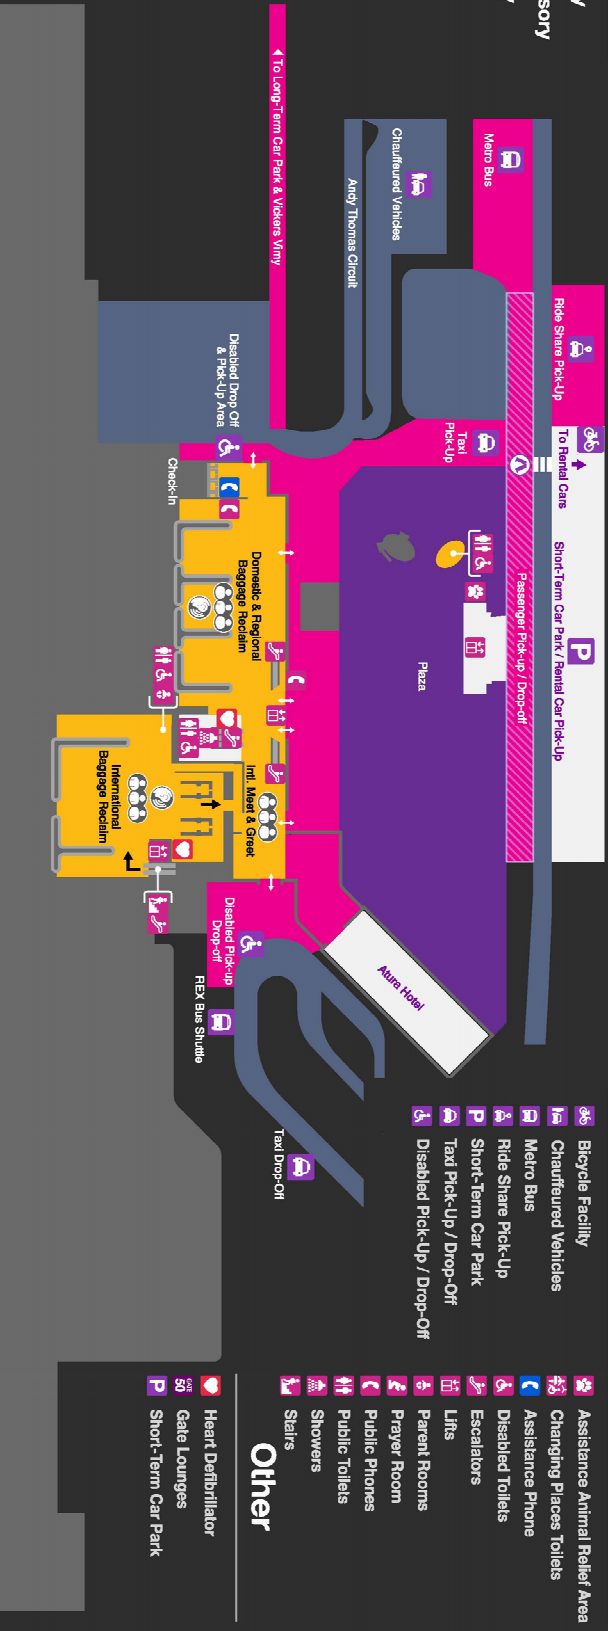 y
sory
y
To Long-Term Car Park & Vickers Vimy
Chauffeured Vehicles
Andy Thomas Circuit
Metro Bus
Ride Share Pick-Up
To Rental Cars
Short-Term Car Park / Rental Car Pick-Up
P
Passenger Pick-up / Drop-off
Taxi
Pick-Up
Plaza
Disabled Drop Off
& Pick-Up Area
Check-In
Domestic & Regional
Baggage Reclaim
Intl. Meet & Greet
International
Baggage Reclaim
Disabled Pick-up
Drop-off
REX Bus Shuttle
Taxi Drop-Off
Atura Hotel
Bicycle Facility
Chauffeured Vehicles
Metro Bus
Ride Share Pick-Up
P Short-Term Car Park
Taxi Pick-Up / Drop-Off
Disabled Pick-Up / Drop-Off
Assistance Animal Relief Area
Changing Places Toilets
Assistance Phone
Disabled Toilets
Escalators
Lifts
Parent Rooms
Prayer Room
Public Phones
Public Toilets
Showers
Stairs
Other
Heart Defibrillator
GATE 50 Gate Lounges
P Short-Term Car Park